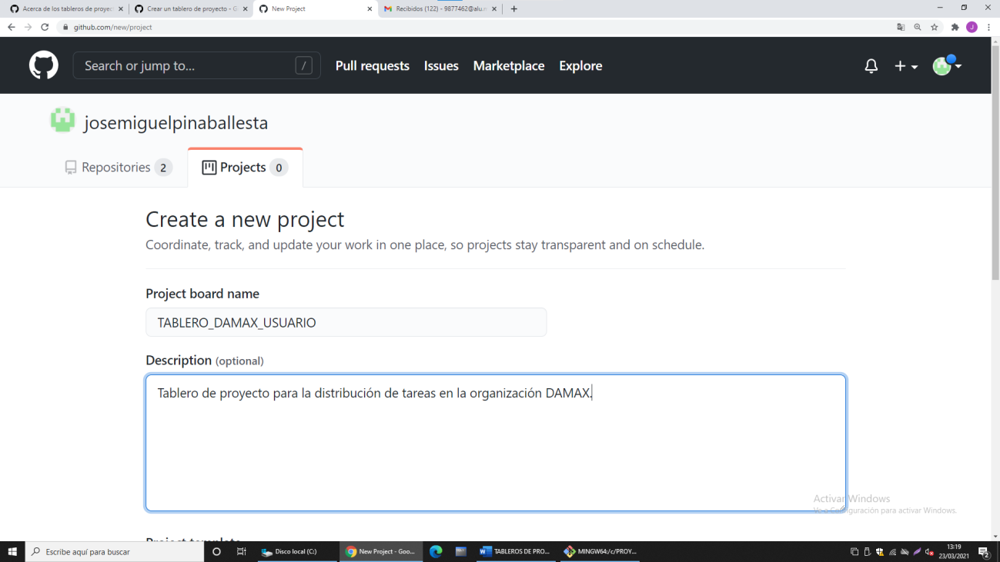 Acerca de los tableros de proyec
Crear un tablero de proyecto - G
New Project
Recibidos (122) - 9877462@alu.
github.com/new/project
Search or jump to...
/
Pull requests
Issues
Marketplace
Explore
josemiguelpinaballesta
Repositories 2
Projects 0
Create a new project
Coordinate, track, and update your work in one place, so projects stay transparent and on schedule.
Project board name
TABLERO_DAMAX_USUARIO
Description (optional)
Tablero de proyecto para la distribución de tareas en la organización DAMAX.
Activar Windows
Ve a Configuración para activar Windows.
Project template
Escribe aquí para buscar
Disco local (C:)
New Project - Goo...
TABLEROS DE PRO...
MINGW64:/c/PROY...
13:19
23/03/2021
2